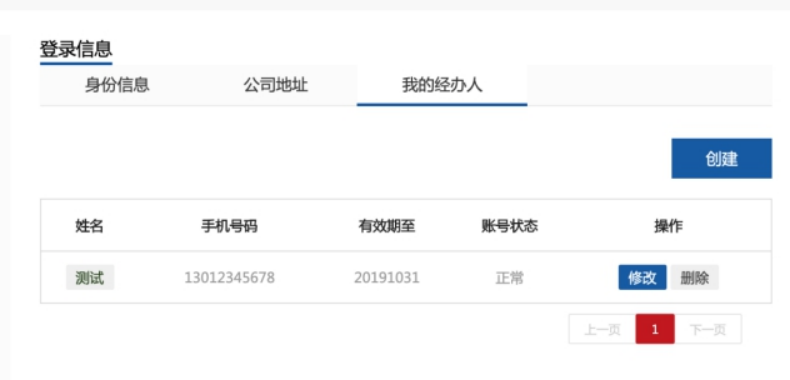 登录信息
身份信息 公司地址 我的经办人
创建
姓名 手机号码 有效期至 账号状态 操作
测试 13012345678 20191031 正常 修改 删除
上一页 1 下一页